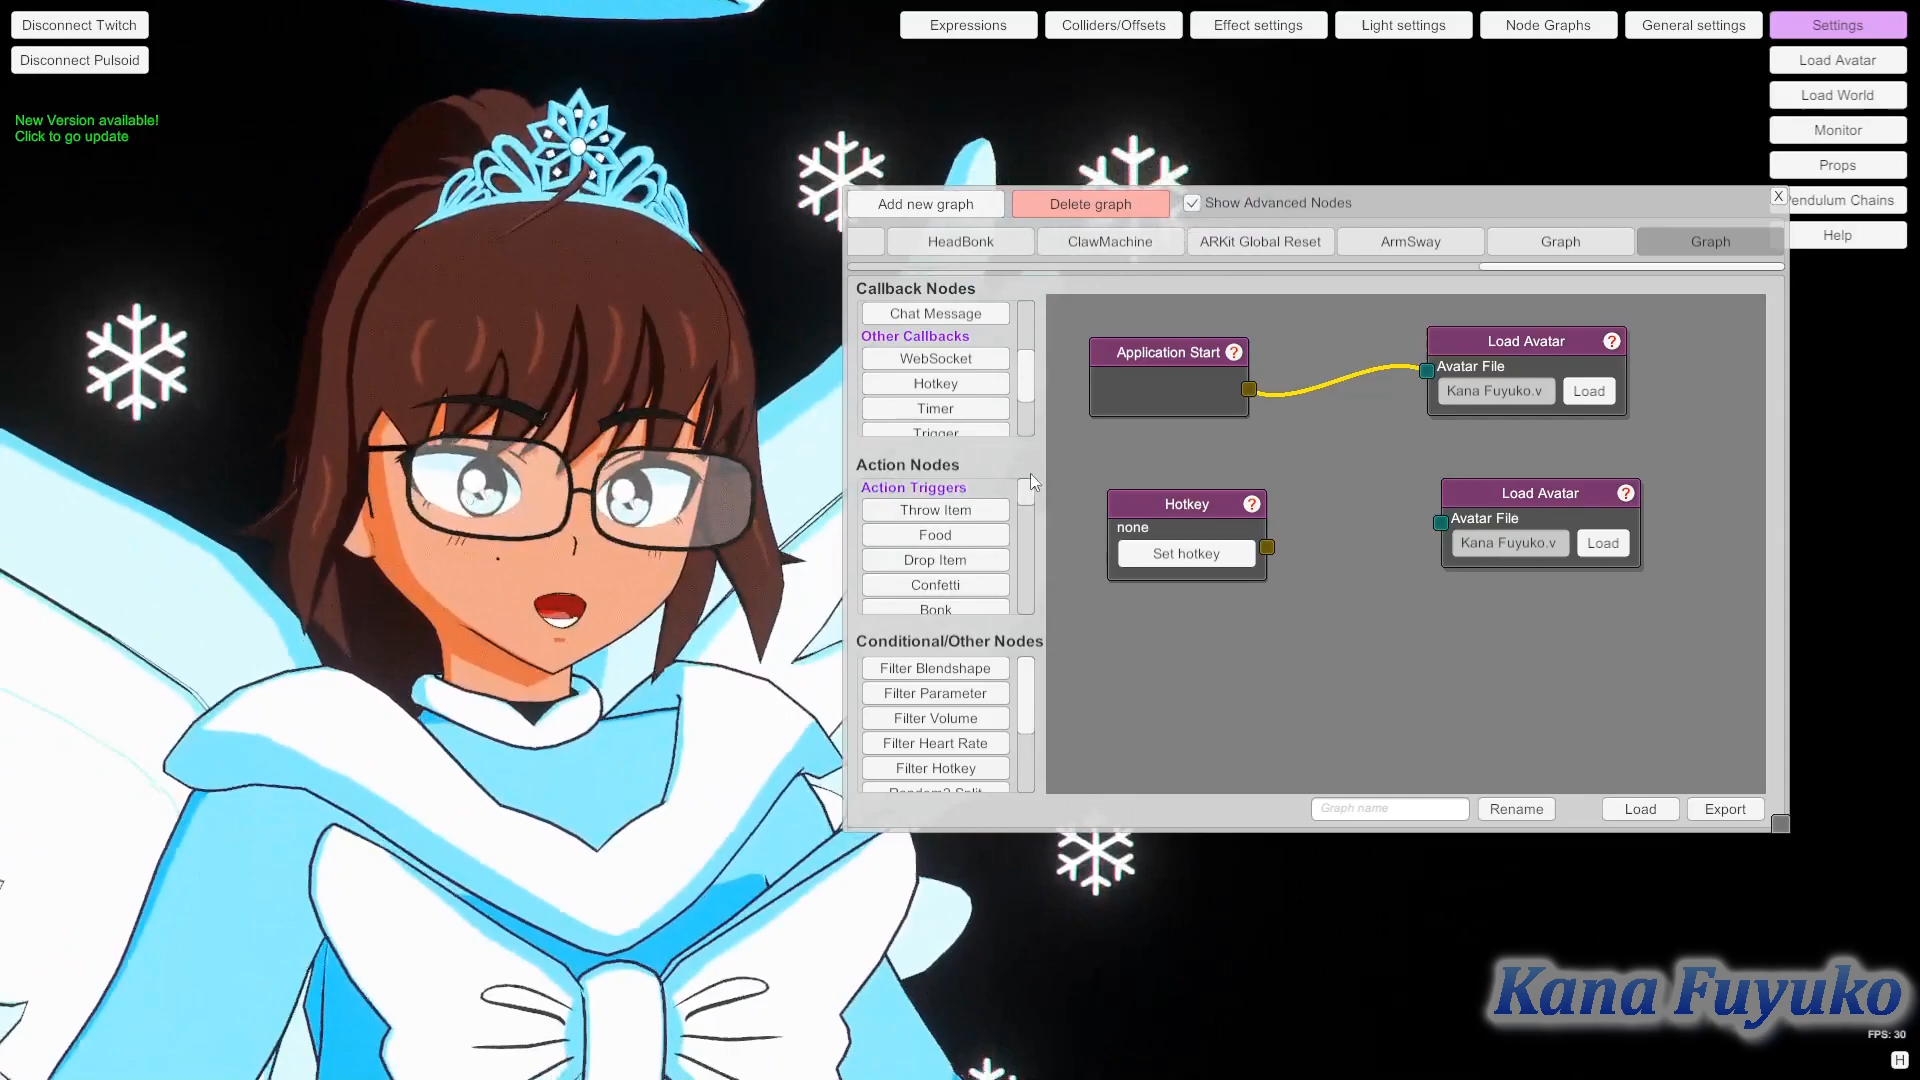 Disconnect Twitch
Disconnect Pulsoid
New Version available!
Click to go update
Expressions
Colliders/Offsets
Effect settings
Light settings
Node Graphs
General settings
Settings
Load Avatar
Load World
Monitor
Props
endulum Chains
Help
Add new graph
Delete graph
Show Advanced Nodes
X
HeadBonk
ClawMachine
ARKit Global Reset
ArmSway
Graph
Graph
Callback Nodes
Chat Message
Other Callbacks
WebSocket
Hotkey
Timer
Trigger
Action Nodes
Action Triggers
Throw Item
Food
Drop Item
Confetti
Bonk
Conditional/Other Nodes
Filter Blendshape
Filter Parameter
Filter Volume
Filter Heart Rate
Filter Hotkey
Application Start ?
Load Avatar ?
Avatar File
Kana Fuyuko.v
Load
Hotkey ?
none
Set hotkey
Load Avatar ?
Avatar File
Kana Fuyuko.v
Load
Graph name
Rename
Load
Export
Kana Fuyuko
FPS: 30
H